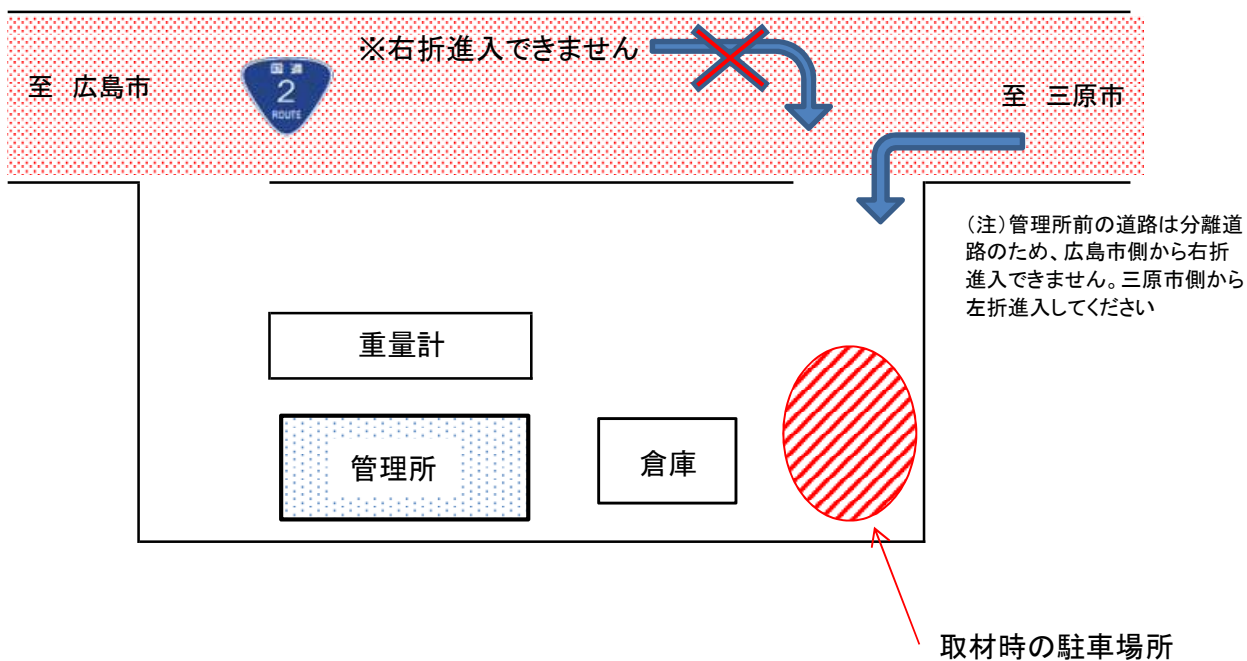 ※右折進入できません
至 広島市
国道
2
ROUTE
至 三原市
(注)管理所前の道路は分離道
路のため、広島市側から右折
進入できません。三原市側から
左折進入してください
重量計
管理所
倉庫
取材時の駐車場所